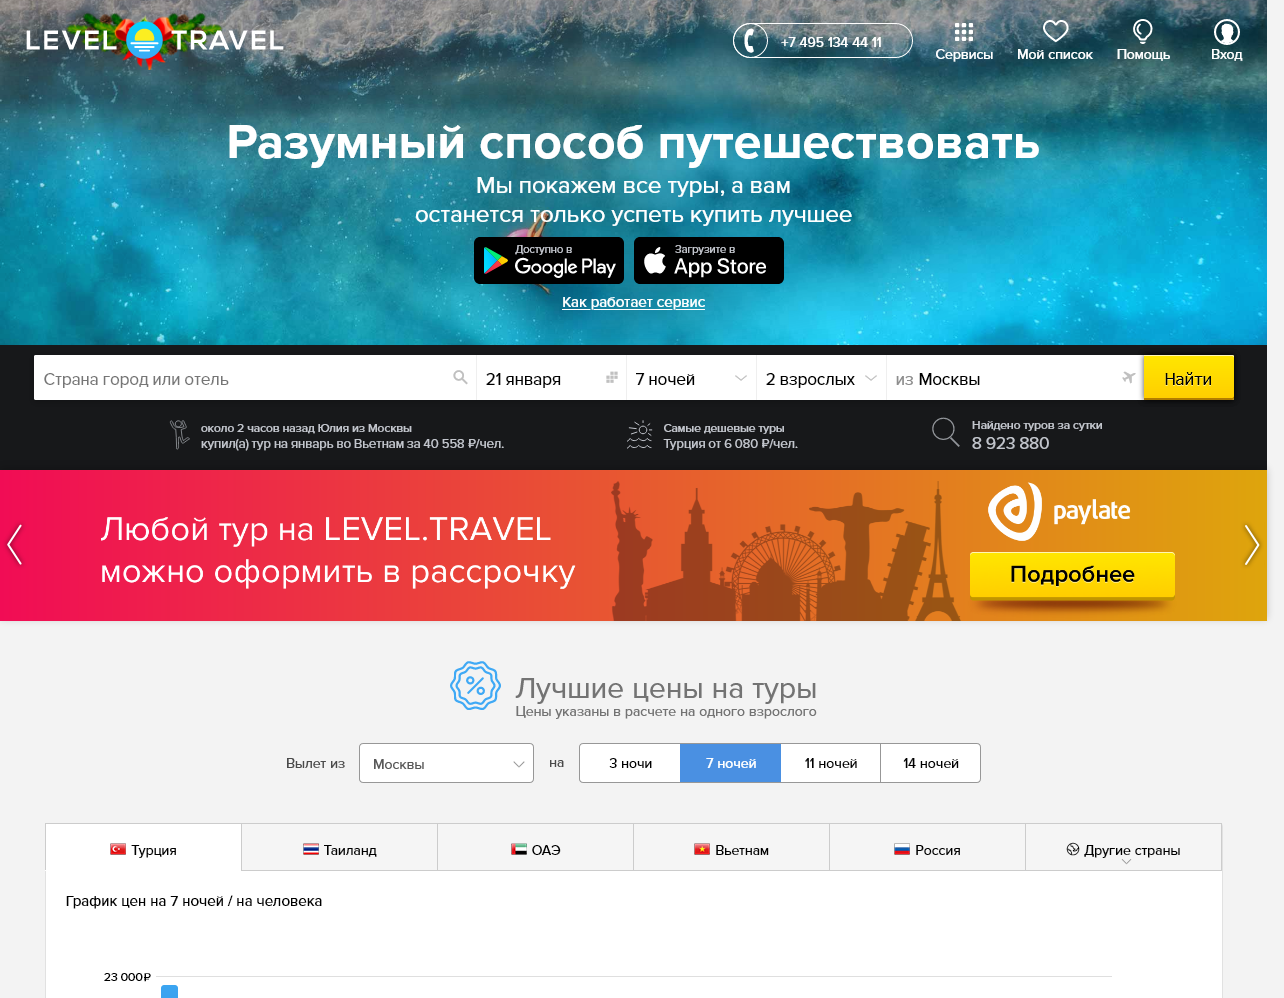 LEVEL TRAVEL
+7 495 134 44 11
Сервисы
Мой список
Помощь
Вход
Разумный способ путешествовать
Мы покажем все туры, а вам
останется только успеть купить лучшее
Доступно в
Google Play
Загрузите в
App Store
Как работает сервис
Страна город или отель
21 января
7 ночей
2 взрослых
из Москвы
Найти
около 2 часов назад Юлия из Москвы
купил(а) тур на январь во Вьетнам за 40 558 ₽/чел.
Самые дешевые туры
Турция от 6 080 ₽/чел.
Найдено туров за сутки
8 923 880
Любой тур на LEVEL.TRAVEL
можно оформить в рассрочку
paylate
Подробнее
Лучшие цены на туры
Цены указаны в расчете на одного взрослого
Вылет из
Москвы
на
3 ночи
7 ночей
11 ночей
14 ночей
Турция
Таиланд
ОАЭ
Вьетнам
Россия
Другие страны
График цен на 7 ночей / на человека
23 000₽